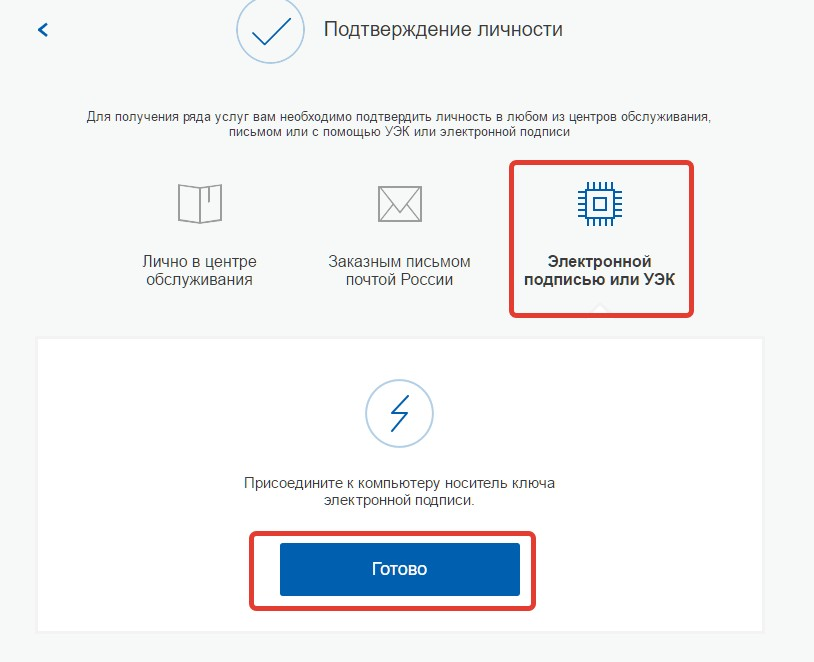 Подтверждение личности
Для получения ряда услуг вам необходимо подтвердить личность в любом из центров обслуживания,
письмом или с помощью УЭК или электронной подписи
Лично в центре
обслуживания
Заказным письмом
почтой России
Электронной
подписью или УЭК
Присоедините к компьютеру носитель ключа
электронной подписи.
Готово